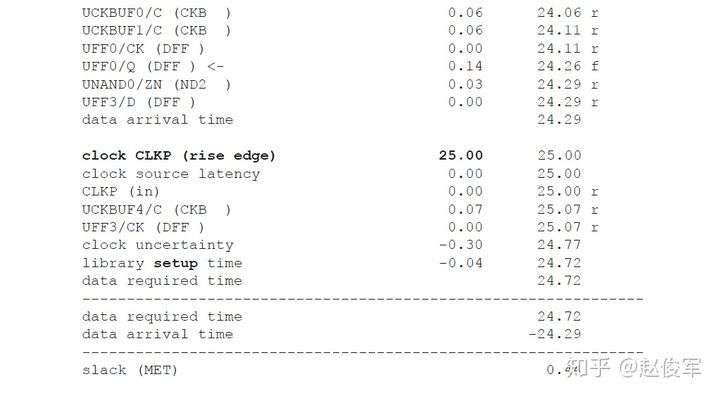 UCKBUF0/C (CKB  )                          0.06      24.06 r
UCKBUF1/C (CKB  )                          0.06      24.11 r
UFF0/CK (DFF )                             0.00      24.11 r
UFF0/Q (DFF ) <-                           0.14      24.26 f
UNAND0/ZN (ND2  )                          0.03      24.29 r
UFF3/D (DFF )                              0.00      24.29 r
data arrival time                                    24.29
clock CLKP (rise edge)                    25.00      25.00
clock source latency                       0.00      25.00
CLKP (in)                                  0.00      25.00 r
UCKBUF4/C (CKB  )                          0.07      25.07 r
UFF3/CK (DFF )                             0.00      25.07 r
clock uncertainty                         -0.30      24.77
library setup time                        -0.04      24.72
data required time                                   24.72
data required time                                   24.72
data arrival time                                   -24.29
slack (MET)                                           0.44
知乎 @赵俊军